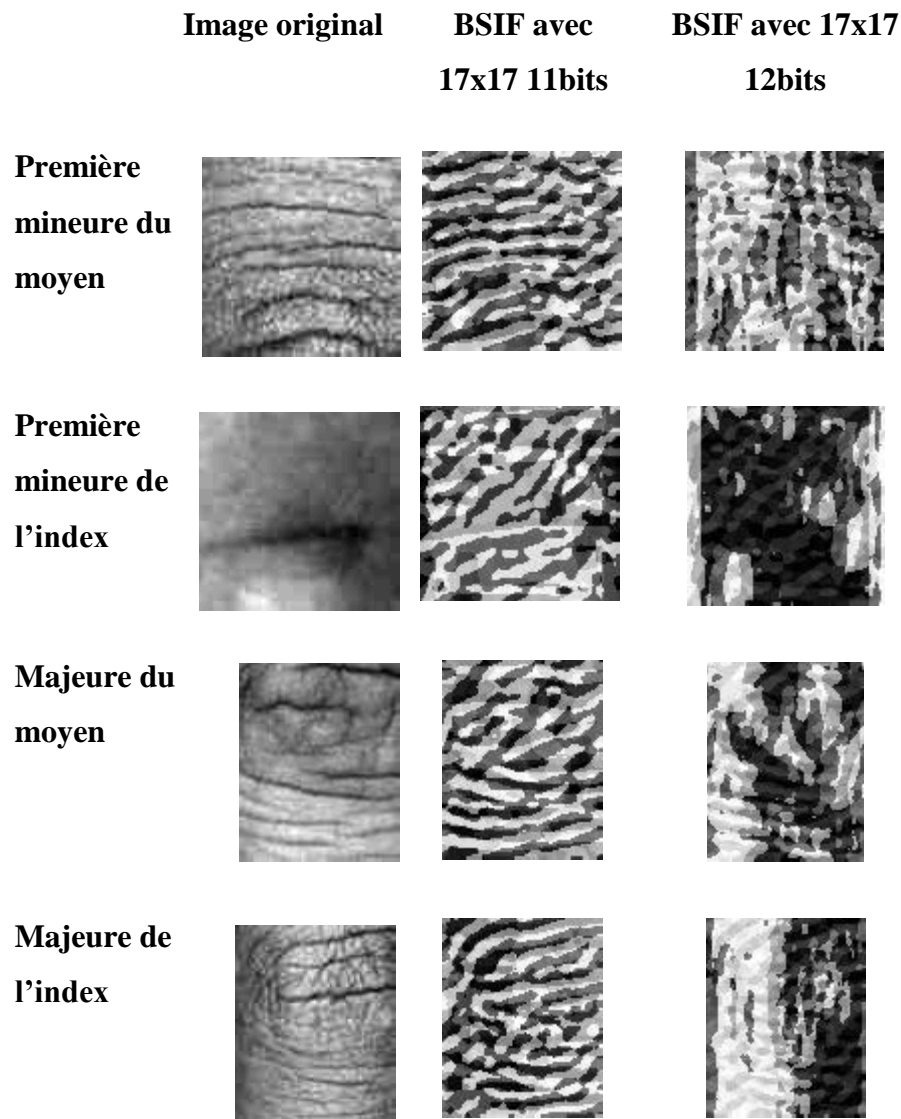 Image original
BSIF avec
17x17 11bits
BSIF avec 17x17
12bits
Première
mineure du
moyen
Première
mineure de
l’index
Majeure du
moyen
Majeure de
l’index